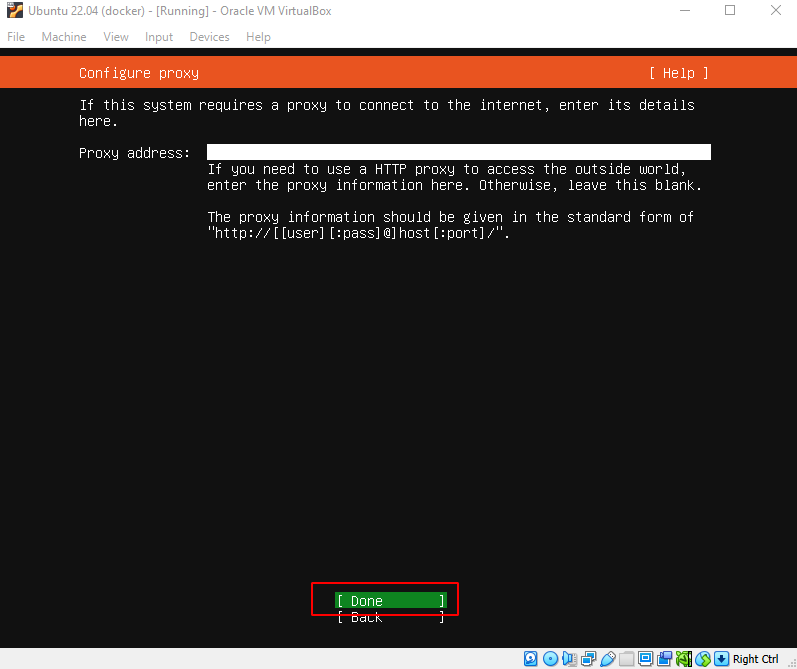 Ubuntu 22.04 (docker) - [Running] - Oracle VM VirtualBox
File Machine View Input Devices Help
Configure proxy [ Help ]
If this system requires a proxy to connect to the internet, enter its details
here.
Proxy address:
If you need to use a HTTP proxy to access the outside world,
enter the proxy information here. Otherwise, leave this blank.
The proxy information should be given in the standard form of
"http://[[user][:pass]@]host[:port]/".
[ Done ]
[ Back ]
Right Ctrl